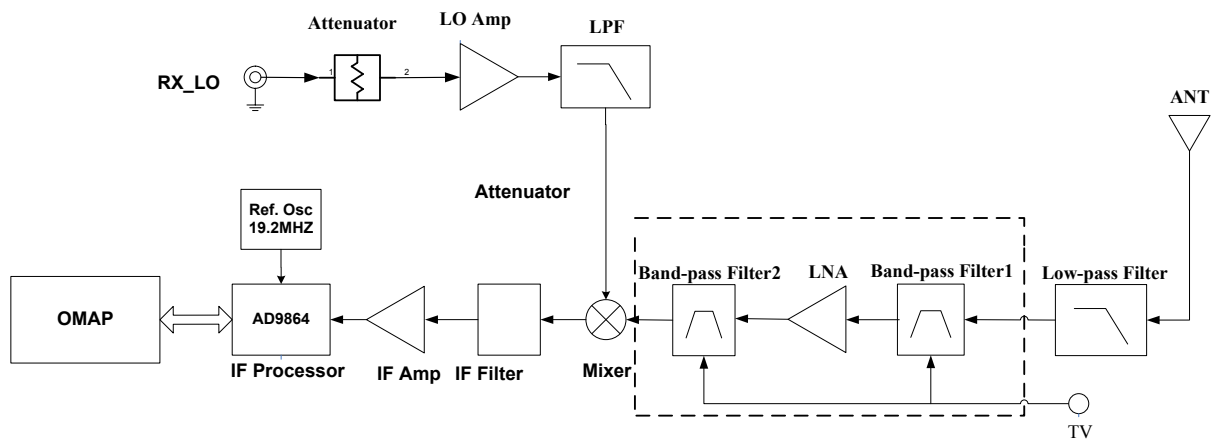 Attenuator
LO Amp
LPF
RX_LO
1
2
ANT
Attenuator
Ref. Osc
19.2MHZ
Band-pass Filter2
LNA
Band-pass Filter1
Low-pass Filter
OMAP
AD9864
IF Processor
IF Amp
IF Filter
Mixer
TV